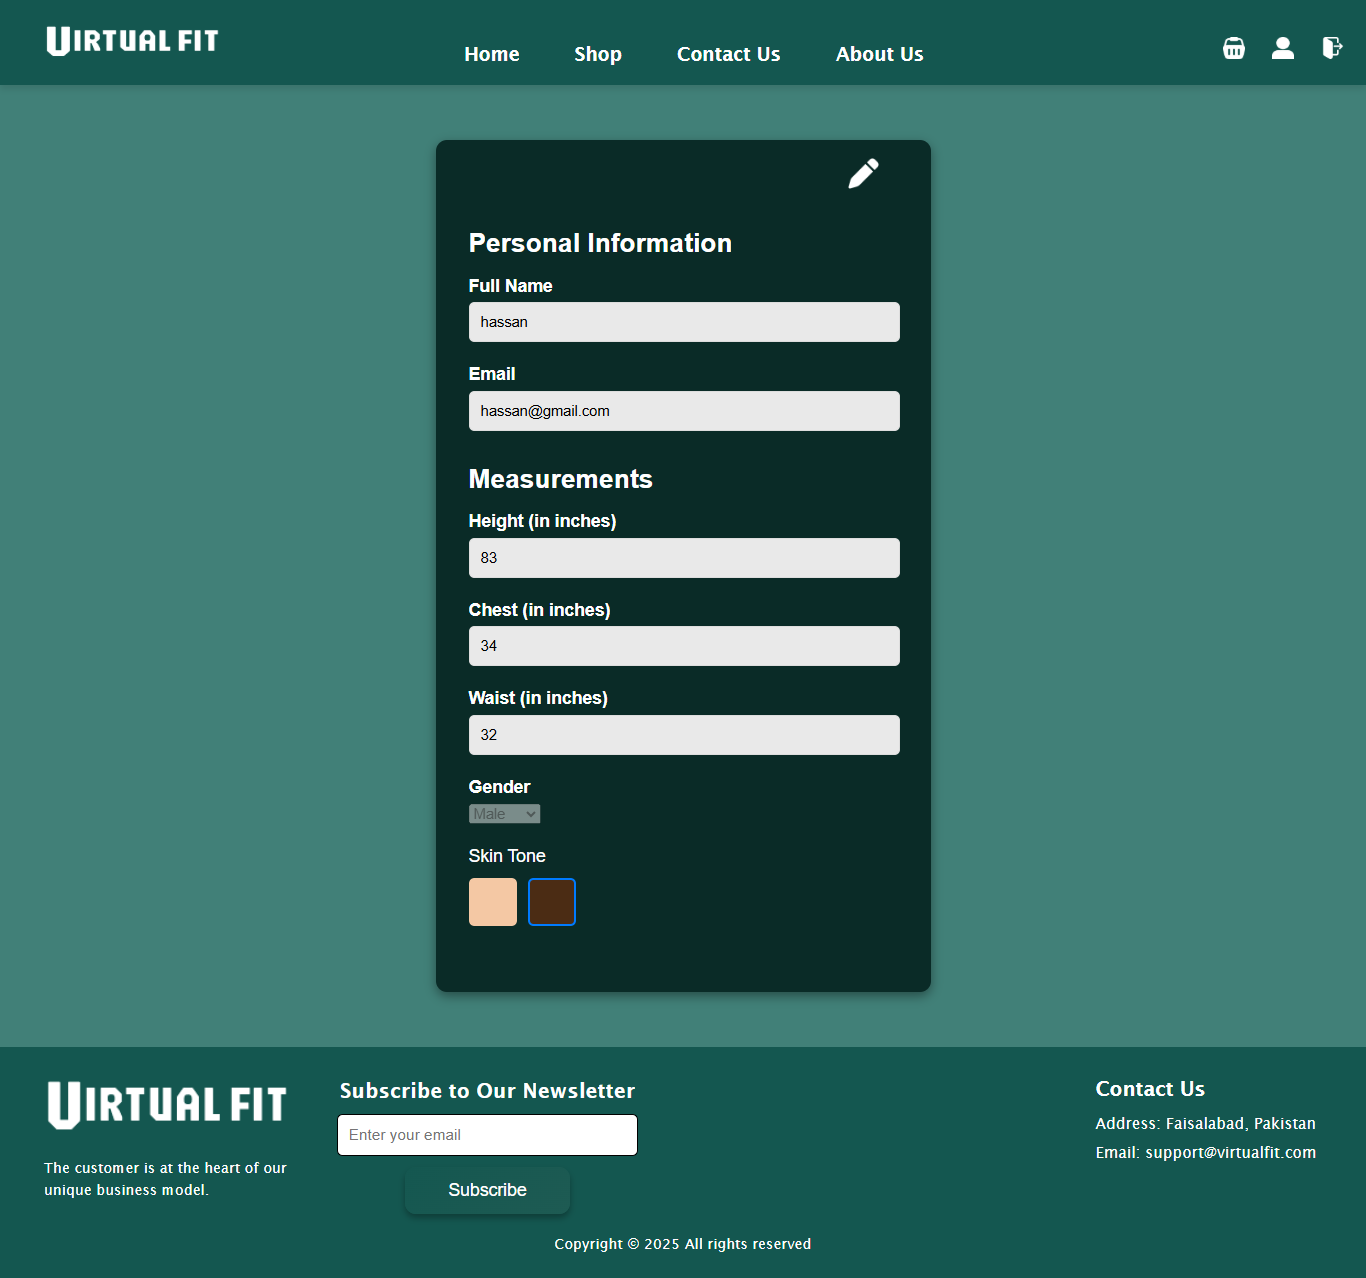 VIRTUAL FIT
Home Shop Contact Us About Us
Personal Information
Full Name
hassan
Email
hassan@gmail.com
Measurements
Height (in inches)
83
Chest (in inches)
34
Waist (in inches)
32
Gender
Male
Skin Tone
VIRTUAL FIT
The customer is at the heart of our
unique business model.
Subscribe to Our Newsletter
Enter your email
Subscribe
Contact Us
Address: Faisalabad, Pakistan
Email: support@virtualfit.com
Copyright © 2025 All rights reserved